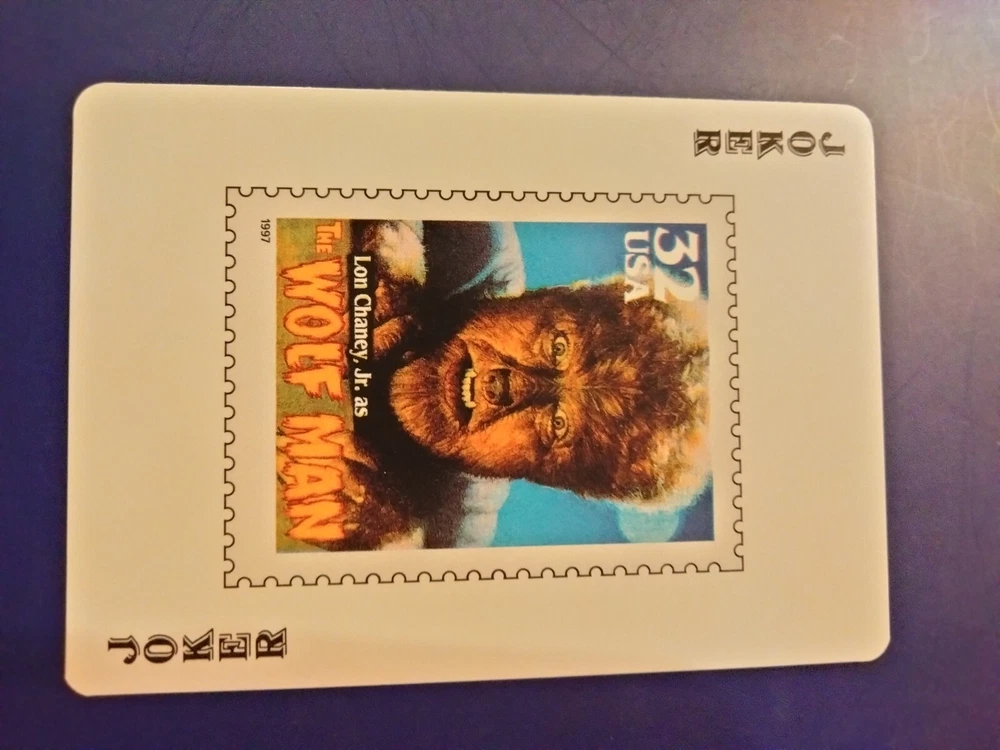 JOKER
32
USA
Lon Chaney, Jr. as
THE WOLF MAN
1997
JOKER